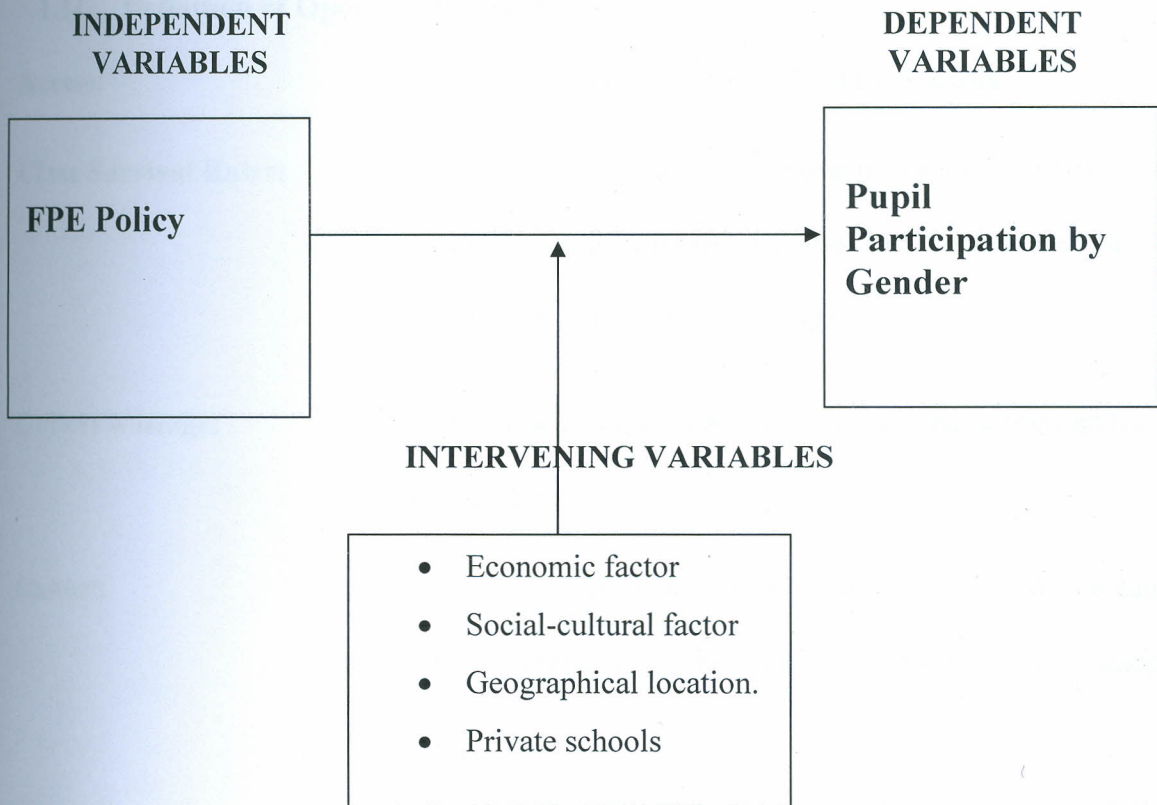 INDEPENDENT
VARIABLES
DEPENDENT
VARIABLES
FPE Policy
Pupil
Participation by
Gender
INTERVENING VARIABLES
• Economic factor
• Social-cultural factor
• Geographical location.
• Private schools